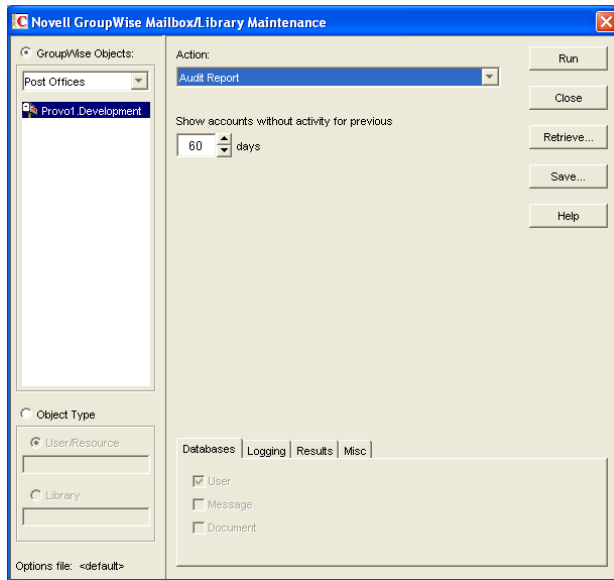 Novell GroupWise Mailbox/Library Maintenance
GroupWise Objects:
Post Offices
Provo1.Development
Action:
Audit Report
Show accounts without activity for previous
60 days
Run
Close
Retrieve...
Save...
Help
Object Type
User/Resource
Library
Databases Logging Results Misc
User
Message
Document
Options file: <default>